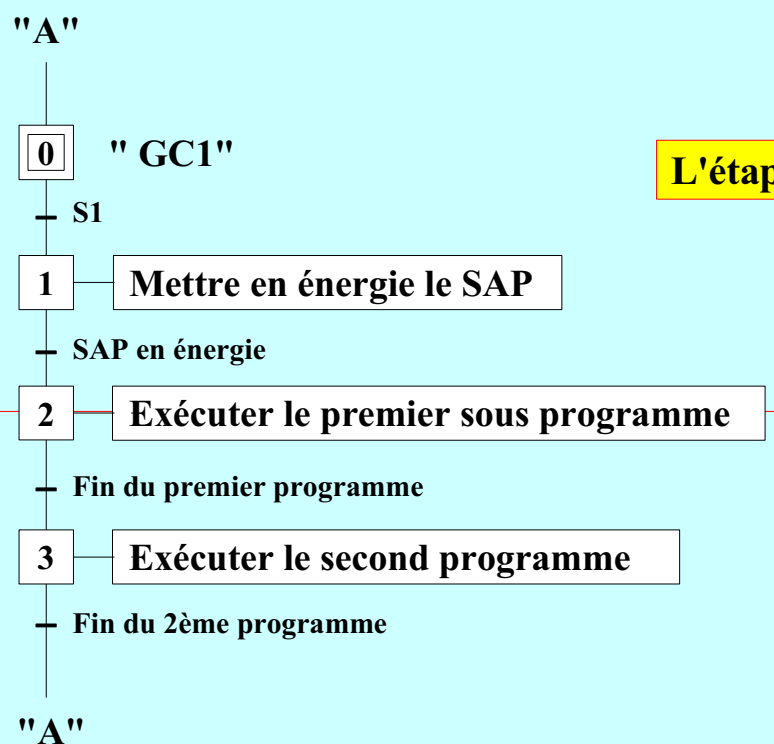 "A"
0 " GC1"
L'étap
S1
1 Mettre en énergie le SAP
SAP en énergie
2 Exécuter le premier sous programme
Fin du premier programme
3 Exécuter le second programme
Fin du 2ème programme
"A"